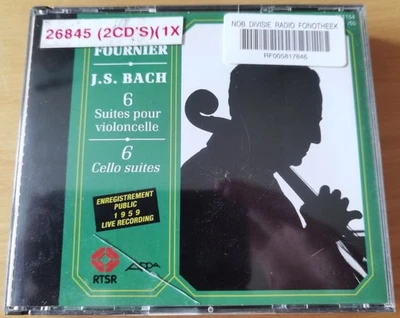 26845 (2CD'S)(1X
NOB DIVISIE RADIO FONOTHEEK
RF005817846
FOURNIER
J.S. BACH
6
Suites pour
violoncelle
6
Cello suites
ENREGISTREMENT
PUBLIC
1959
LIVE RECORDING
RTSR